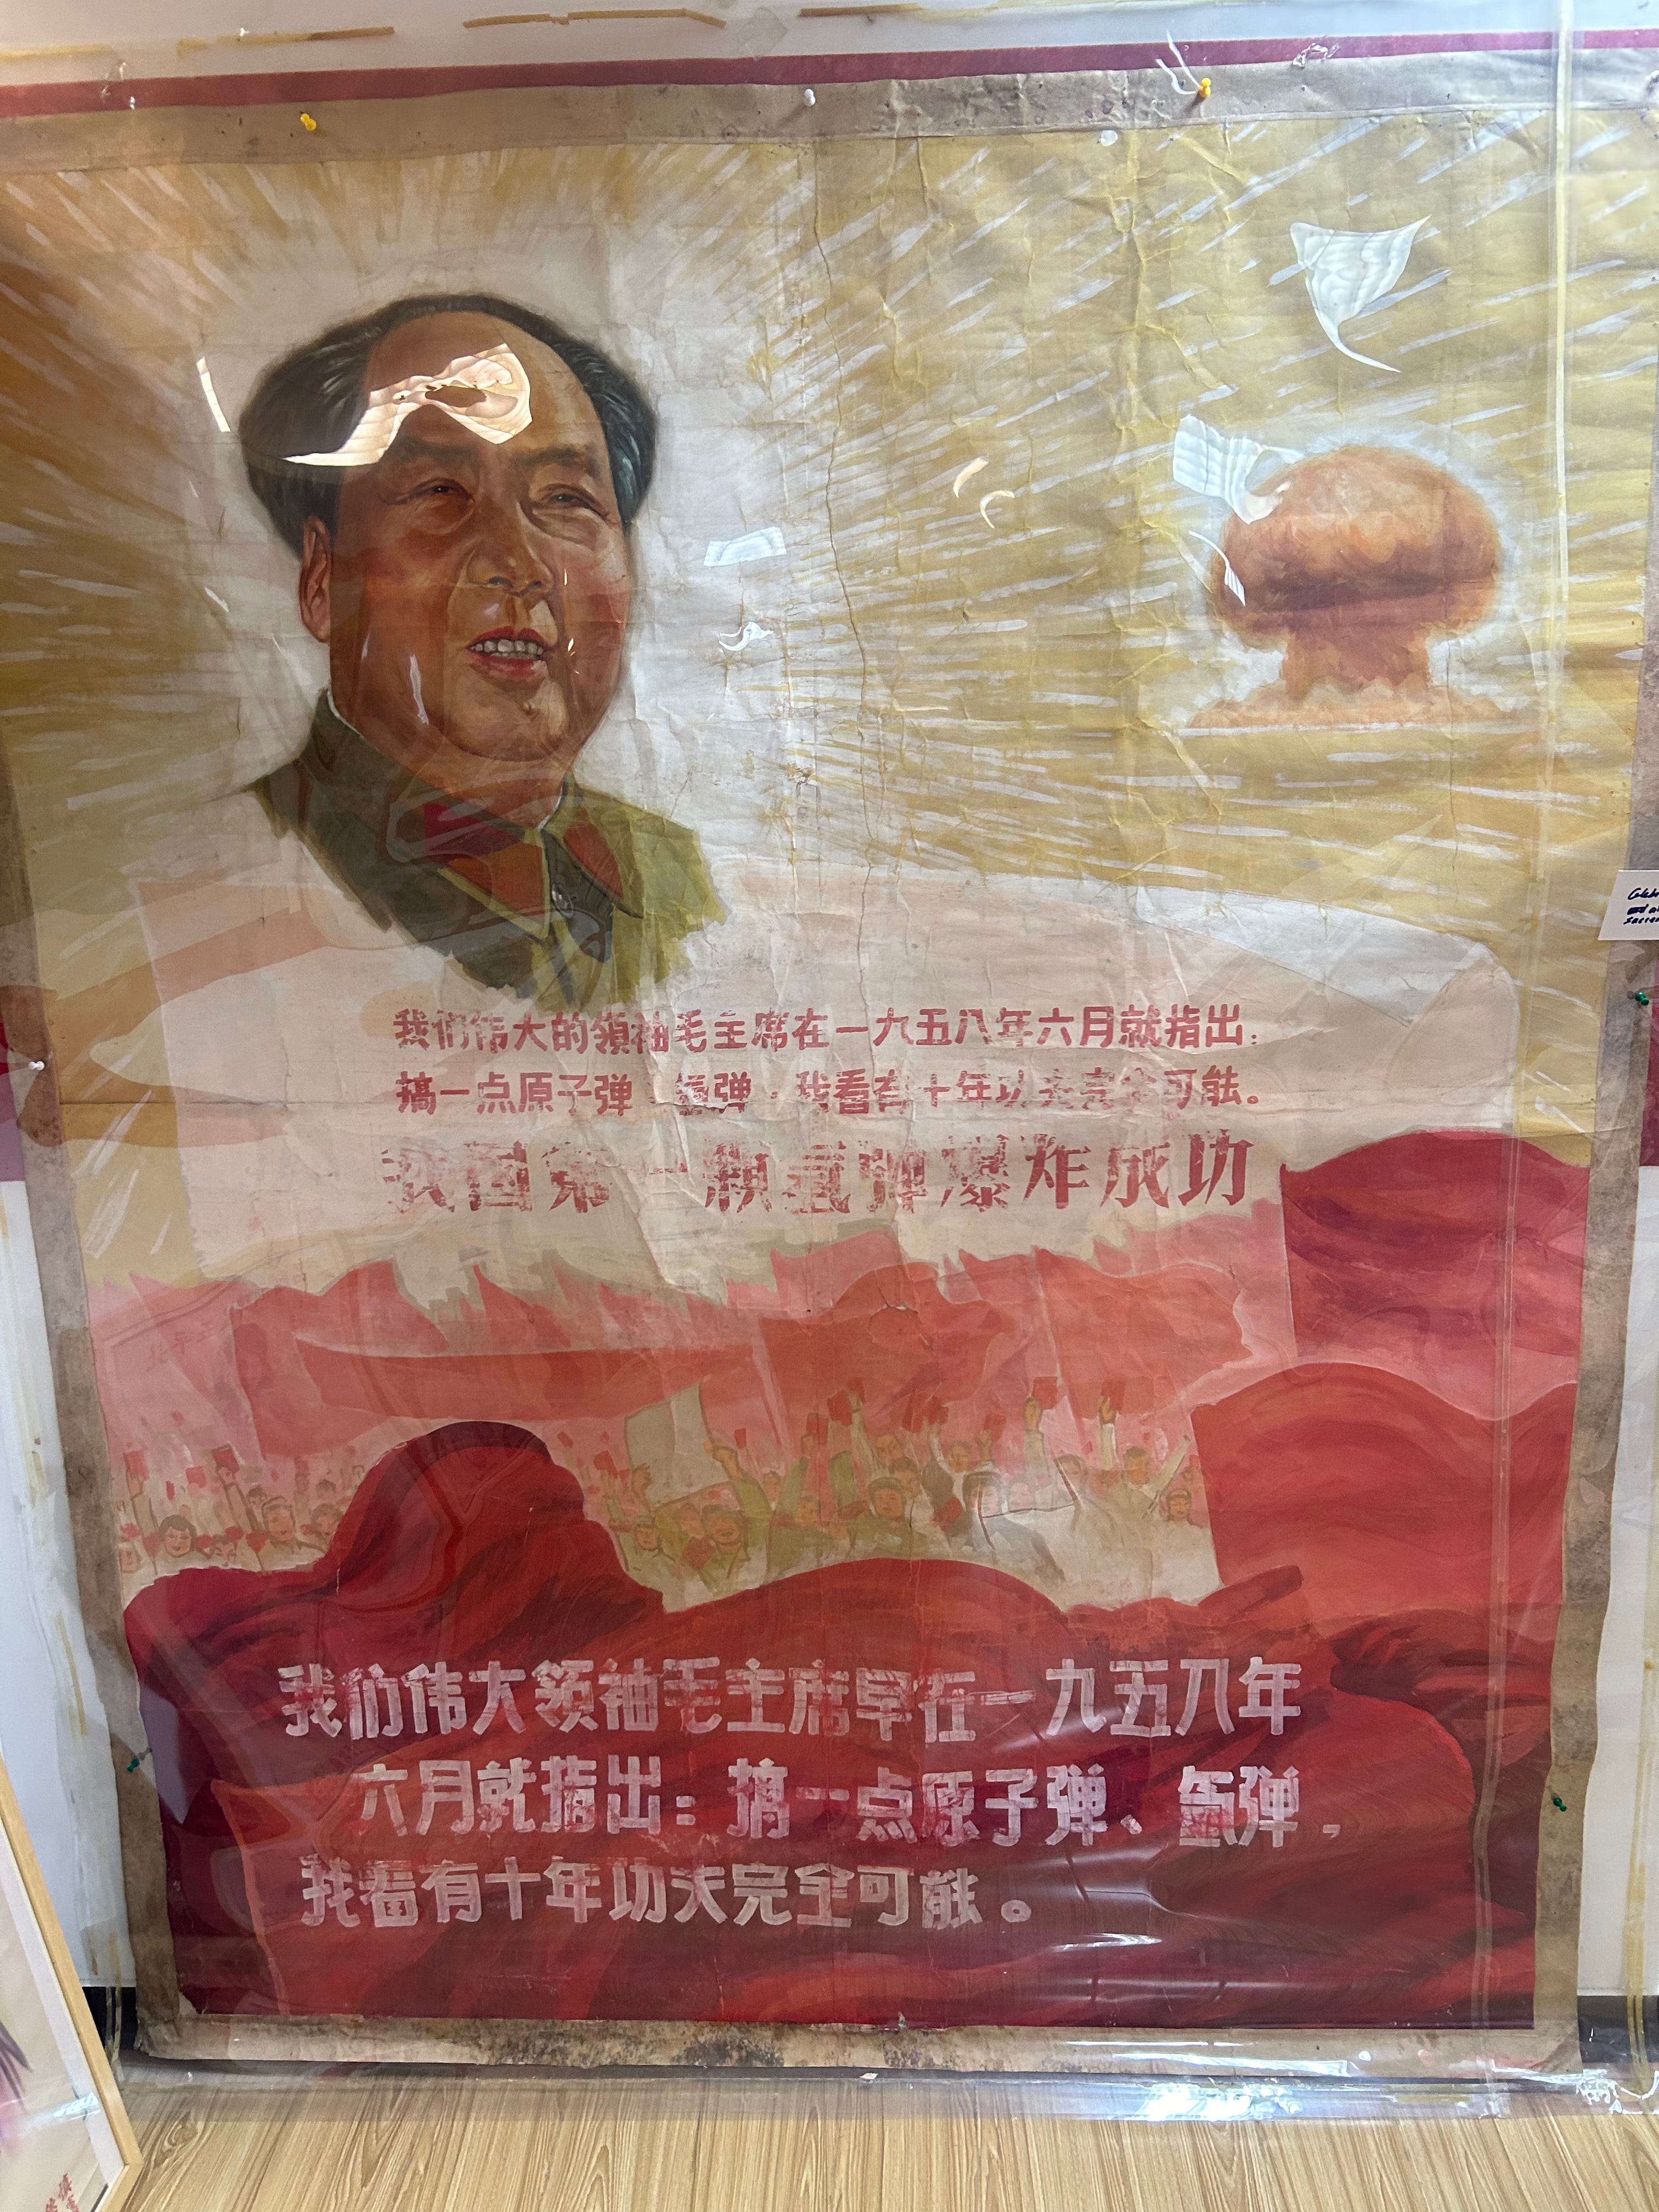 我们伟大的領袖毛主席在一九五八年六月就指出:
搞一点原子弹、氢弹,我看有十年功夫完全可能。
我国第一颗氢弹爆炸成功
我们伟大领袖毛主席早在一九五八年
六月就指出:搞一点原子弹、氢弹,
我看有十年功夫完全可能。